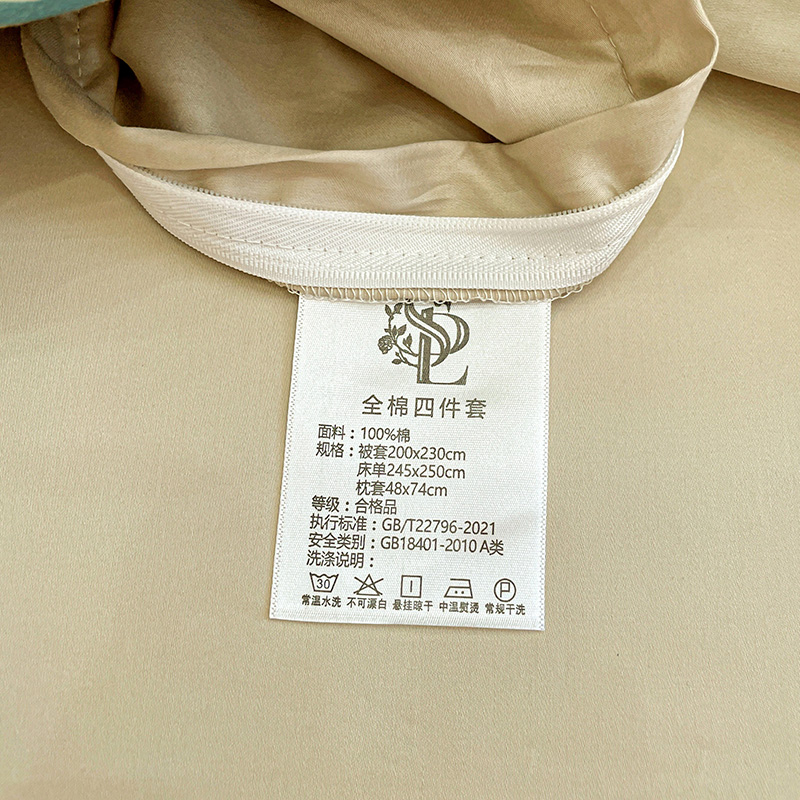 SL
全棉四件套
面料：100%棉
规格：被套200x230cm
床单245x250cm
枕套48x74cm
等级：合格品
执行标准：GB/T22796-2021
安全类别：GB18401-2010 A类
洗涤说明：
30 P
常温水洗 不可漂白 悬挂晾干 中温熨烫 常规干洗